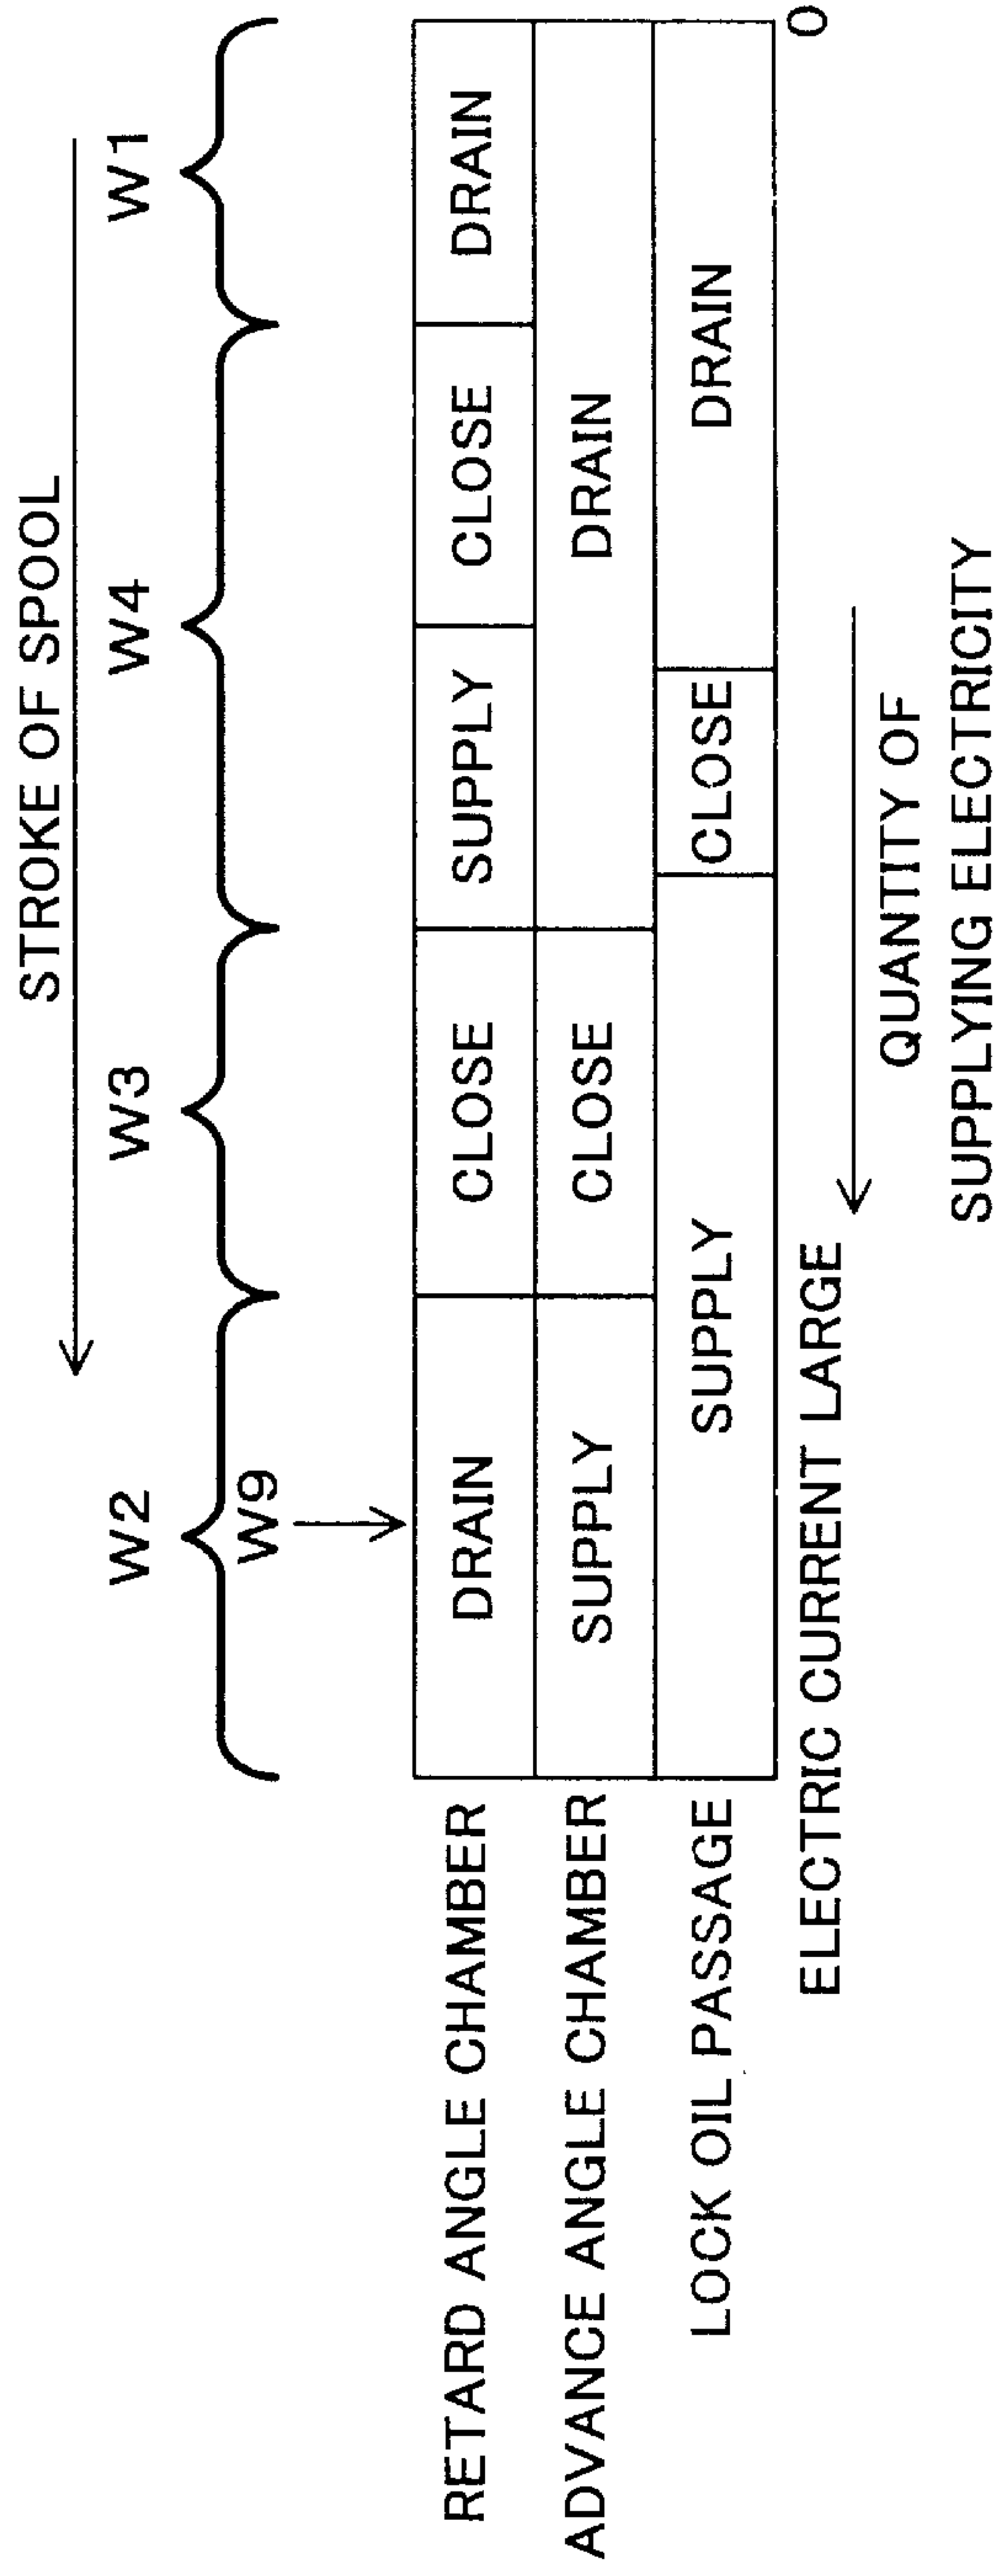 STROKE OF SPOOL
W2 W3 W4 W1
W9
RETARD ANGLE CHAMBER DRAIN CLOSE SUPPLY CLOSE DRAIN
ADVANCE ANGLE CHAMBER SUPPLY CLOSE DRAIN
LOCK OIL PASSAGE SUPPLY CLOSE DRAIN
ELECTRIC CURRENT LARGE 0
QUANTITY OF
SUPPLYING ELECTRICITY